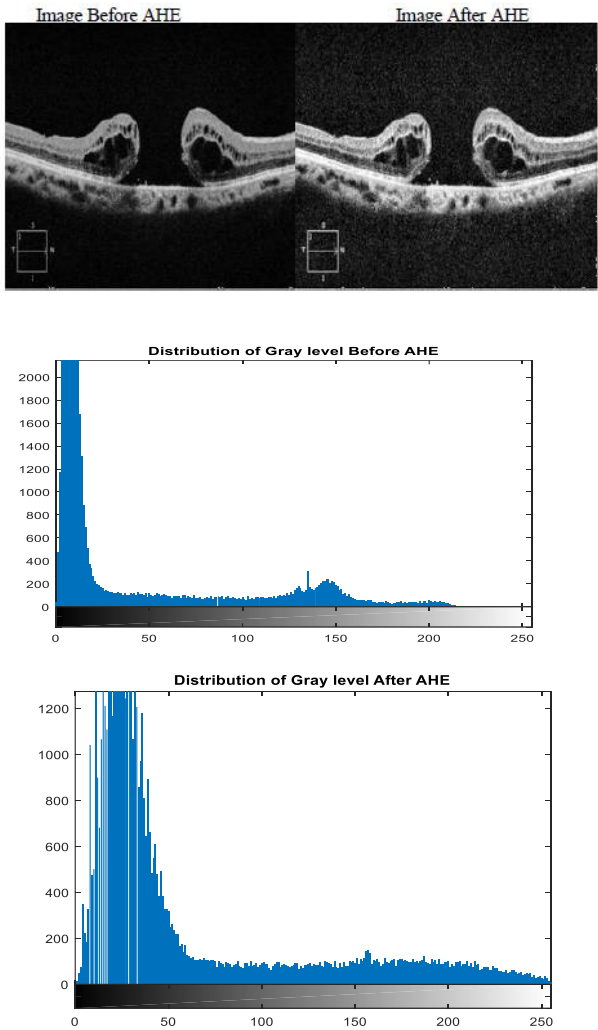 Image Before AHE Image After AHE
S
T N
I
S
T N
I
Distribution of Gray level Before AHE
2000
1800
1600
1400
1200
1000
800
600
400
200
0
0 50 100 150 200 250
Distribution of Gray level After AHE
1200
1000
800
600
400
200
0
0 50 100 150 200 250